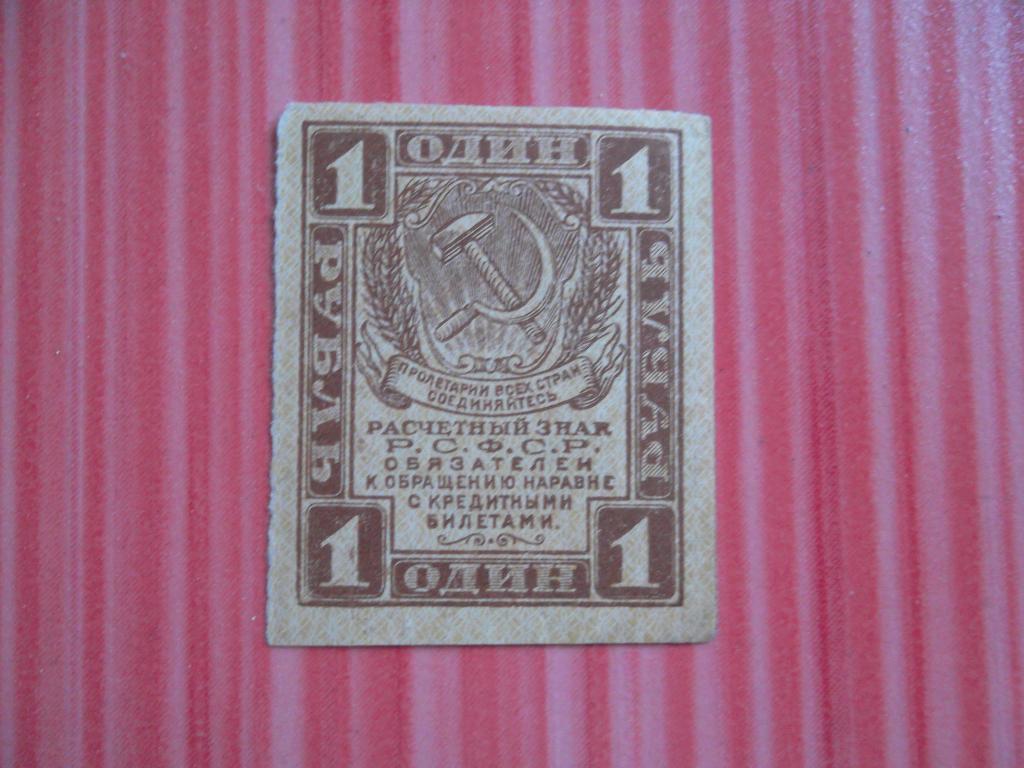 1 ОДИН 1
РУБЛЬ
РУБЛЬ
ПРОЛЕТАРИИ ВСЕХ СТРАН
СОЕДИНЯЙТЕСЬ
РАСЧЕТНЫЙ ЗНАК
Р.С.Ф.С.Р.
ОБЯЗАТЕЛЕН
К ОБРАЩЕНИЮ НАРАВНЕ
С КРЕДИТНЫМИ
БИЛЕТАМИ.
1 ОДИН 1